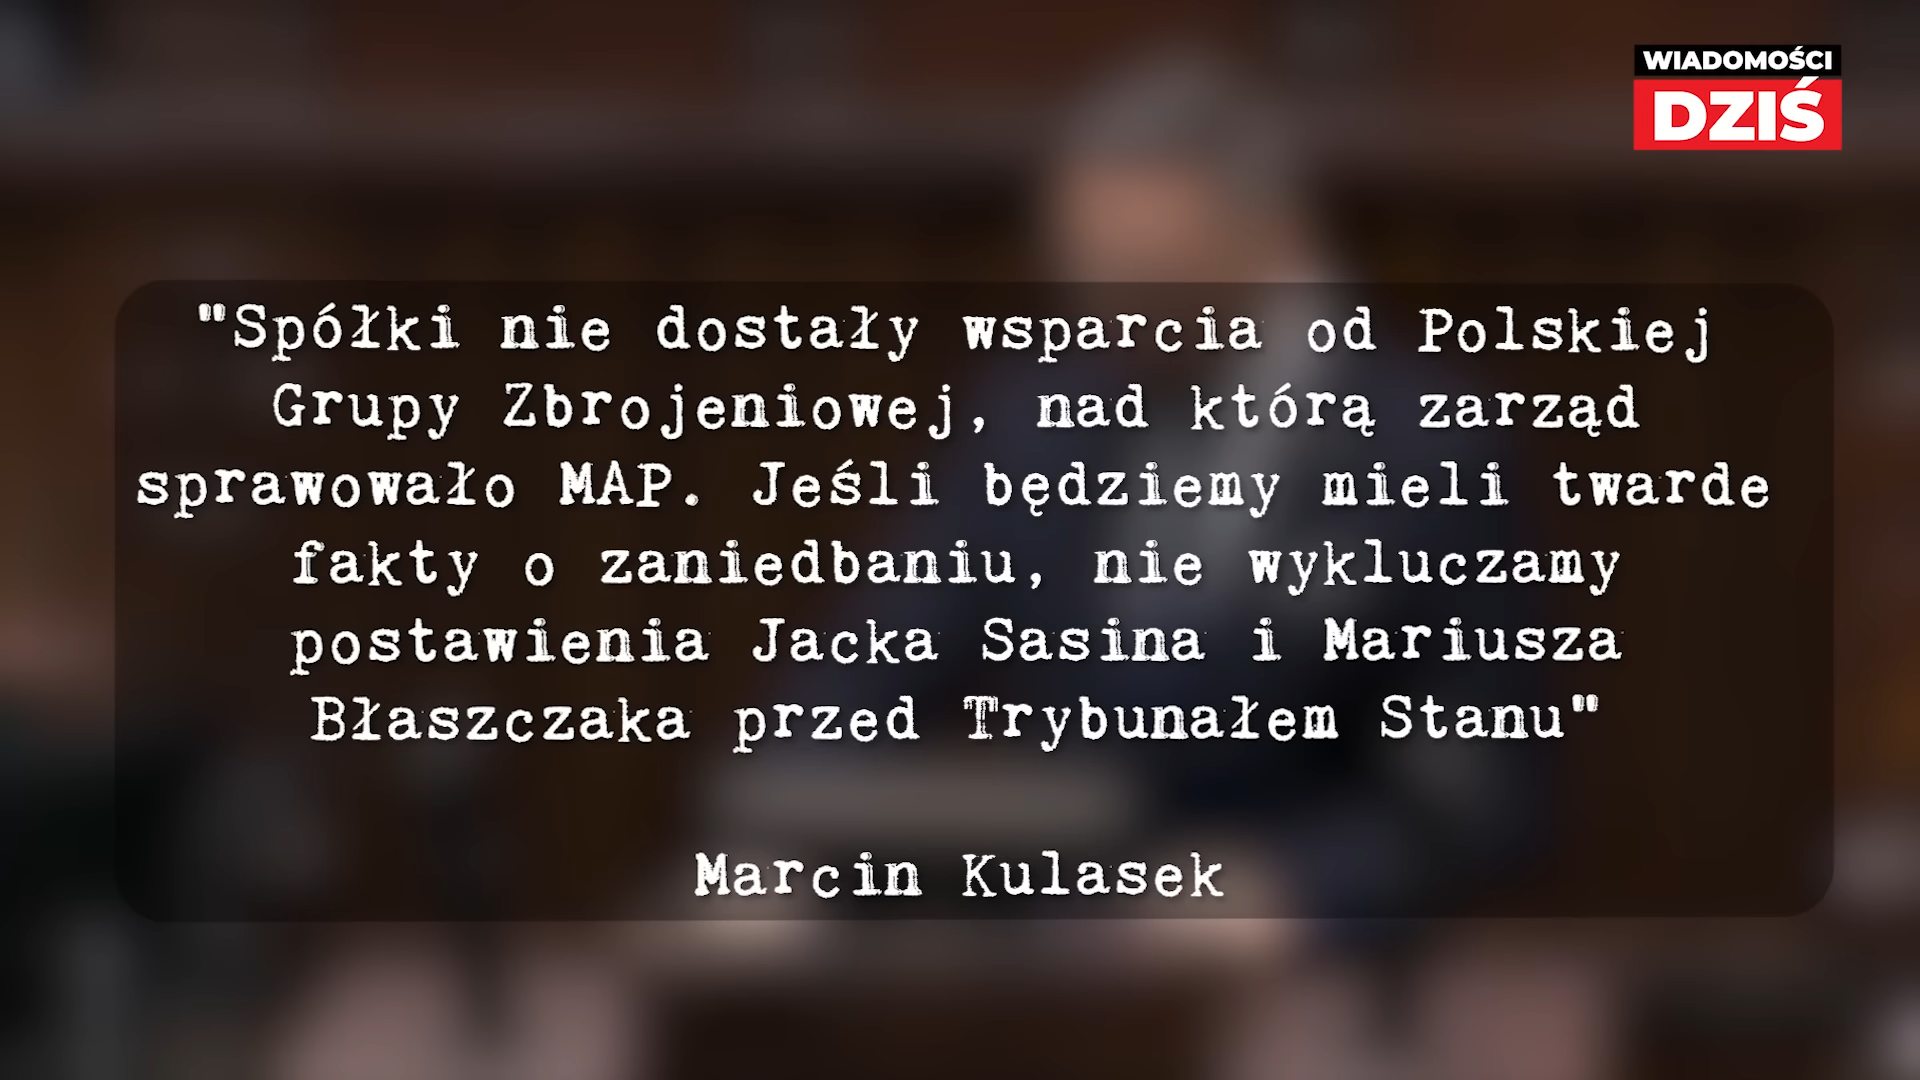 WIADOMOŚCI
DZIŚ
"Spółki nie dostały wsparcia od Polskiej
Grupy Zbrojeniowej, nad którą zarząd
sprawowało MAP. Jeśli będziemy mieli twarde
fakty o zaniedbaniu, nie wykluczamy
postawienia Jacka Sasina i Mariusza
Błaszczaka przed Trybunałem Stanu"
Marcin Kulasek